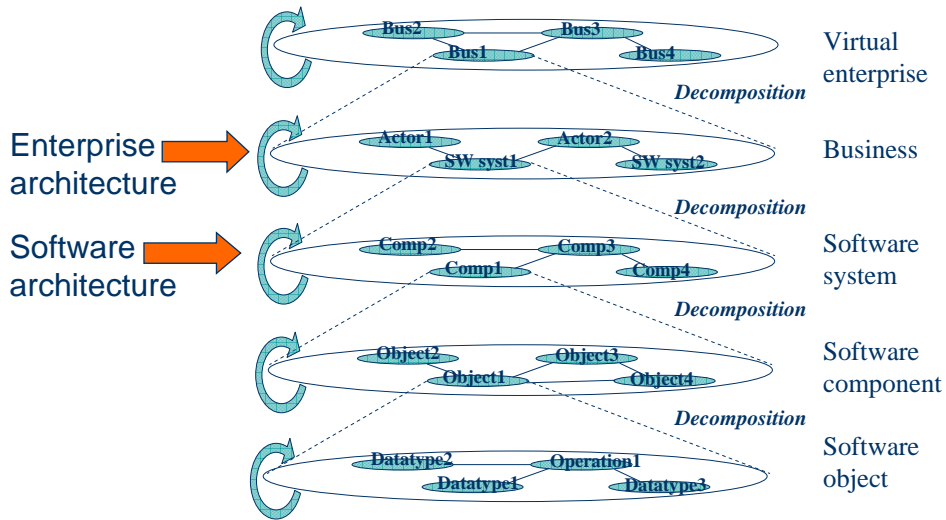 Bus2
Bus3
Bus1
Bus4
Virtual
enterprise
Decomposition
Enterprise
architecture
Actor1
Actor2
SW syst1
SW syst2
Business
Decomposition
Software
architecture
Comp2
Comp3
Comp1
Comp4
Software
system
Decomposition
Object2
Object3
Object1
Object4
Software
component
Decomposition
Datatype2
Operation1
Datatype1
Datatype3
Software
object